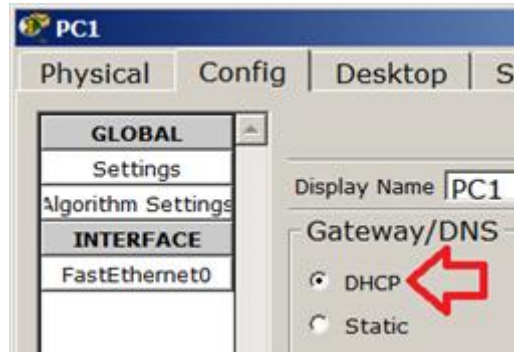 PC1
Physical Config Desktop S
GLOBAL
Settings
Algorithm Settings
INTERFACE
FastEthernet0
Display Name PC1
Gateway/DNS
DHCP
Static